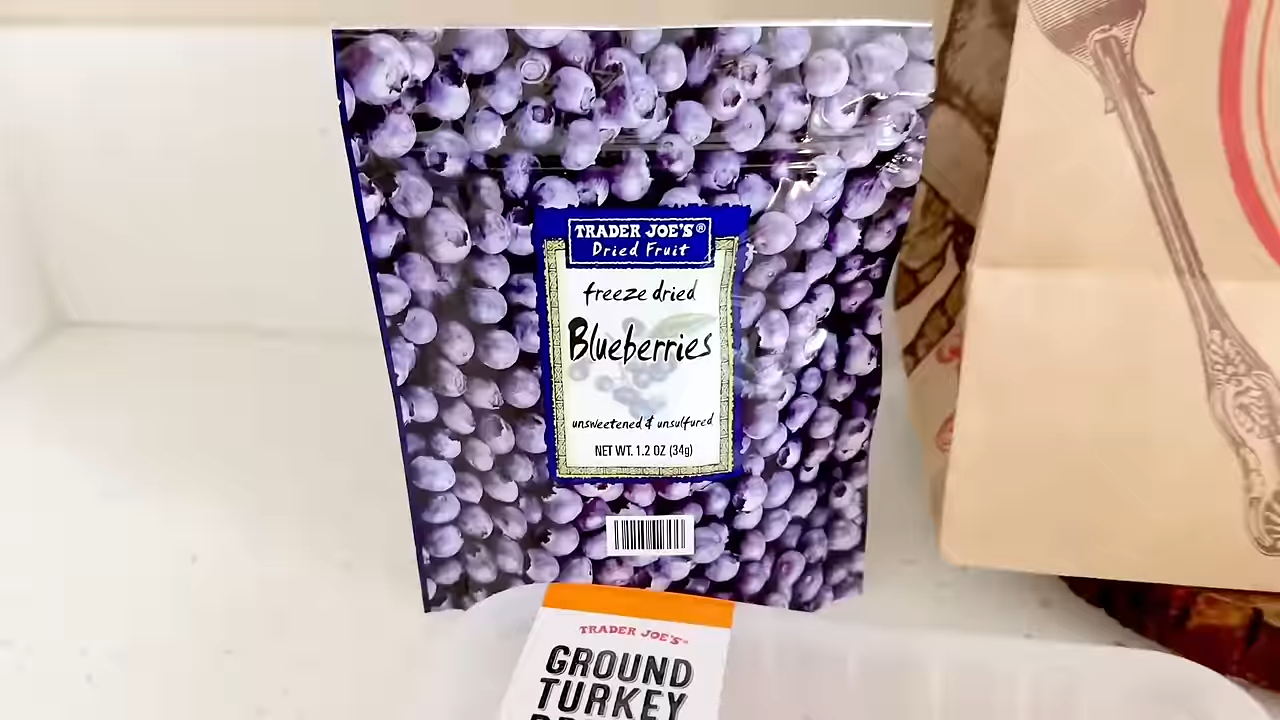 TRADER JOE'S®
Dried Fruit
freeze dried
Blueberries
unsweetened & unsulfured
NET WT. 1.2 OZ (34g)
TRADER JOE'S®
GROUND
TURKEY